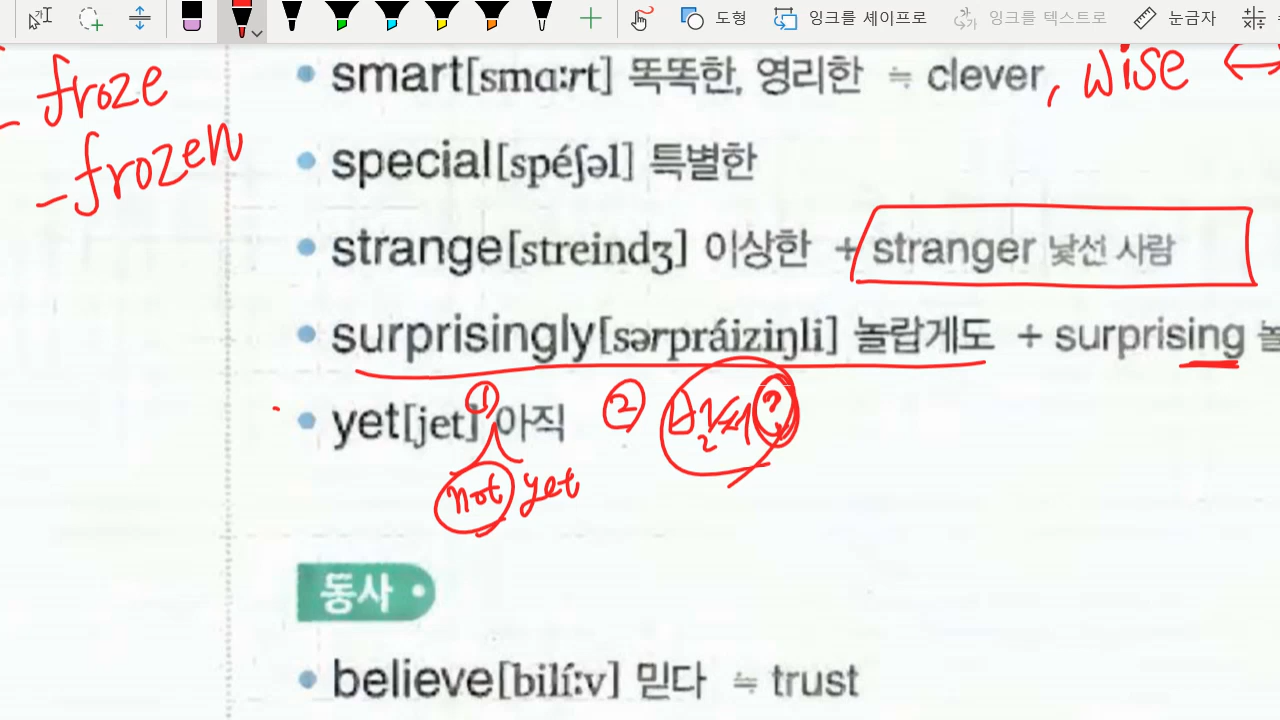 도형 잉크를 셰이프로 잉크를 텍스트로 눈금자
- froze
- frozen
smart[smɑːrt] 똑똑한, 영리한 ≒ clever, wise ↔
special[spéʃəl] 특별한
strange[streindʒ] 이상한 + stranger 낯선 사람
surprisingly[sərpráiziŋli] 놀랍게도 + surprising 놀
yet[jet] ① 아직 ② 벌써?
not yet
동사
believe[bilíːv] 믿다 ≒ trust